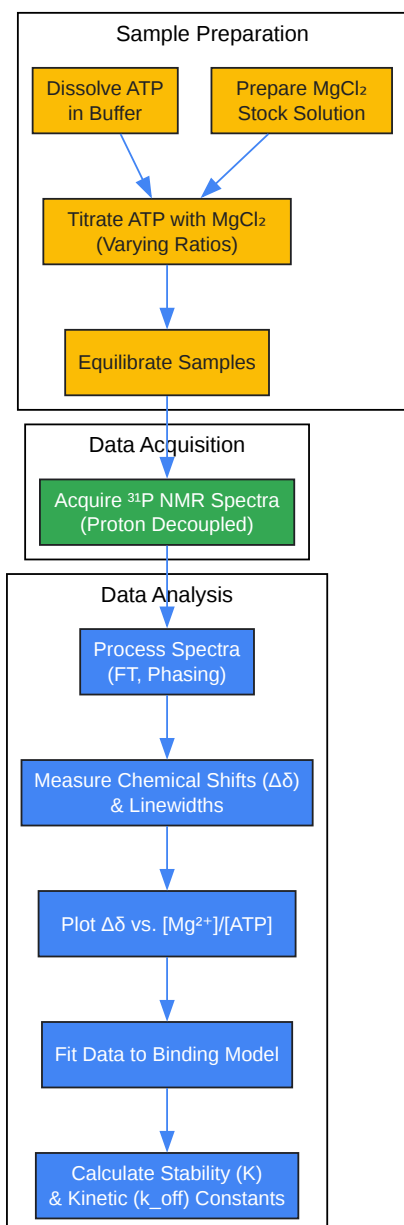 Sample Preparation
Dissolve ATP
in Buffer
Prepare MgCl₂
Stock Solution
Titrate ATP with MgCl₂
(Varying Ratios)
Equilibrate Samples
Data Acquisition
Acquire ³¹P NMR Spectra
(Proton Decoupled)
Data Analysis
Process Spectra
(FT, Phasing)
Measure Chemical Shifts (Δδ)
& Linewidths
Plot Δδ vs. [Mg²⁺]/[ATP]
Fit Data to Binding Model
Calculate Stability (K)
& Kinetic (k_off) Constants